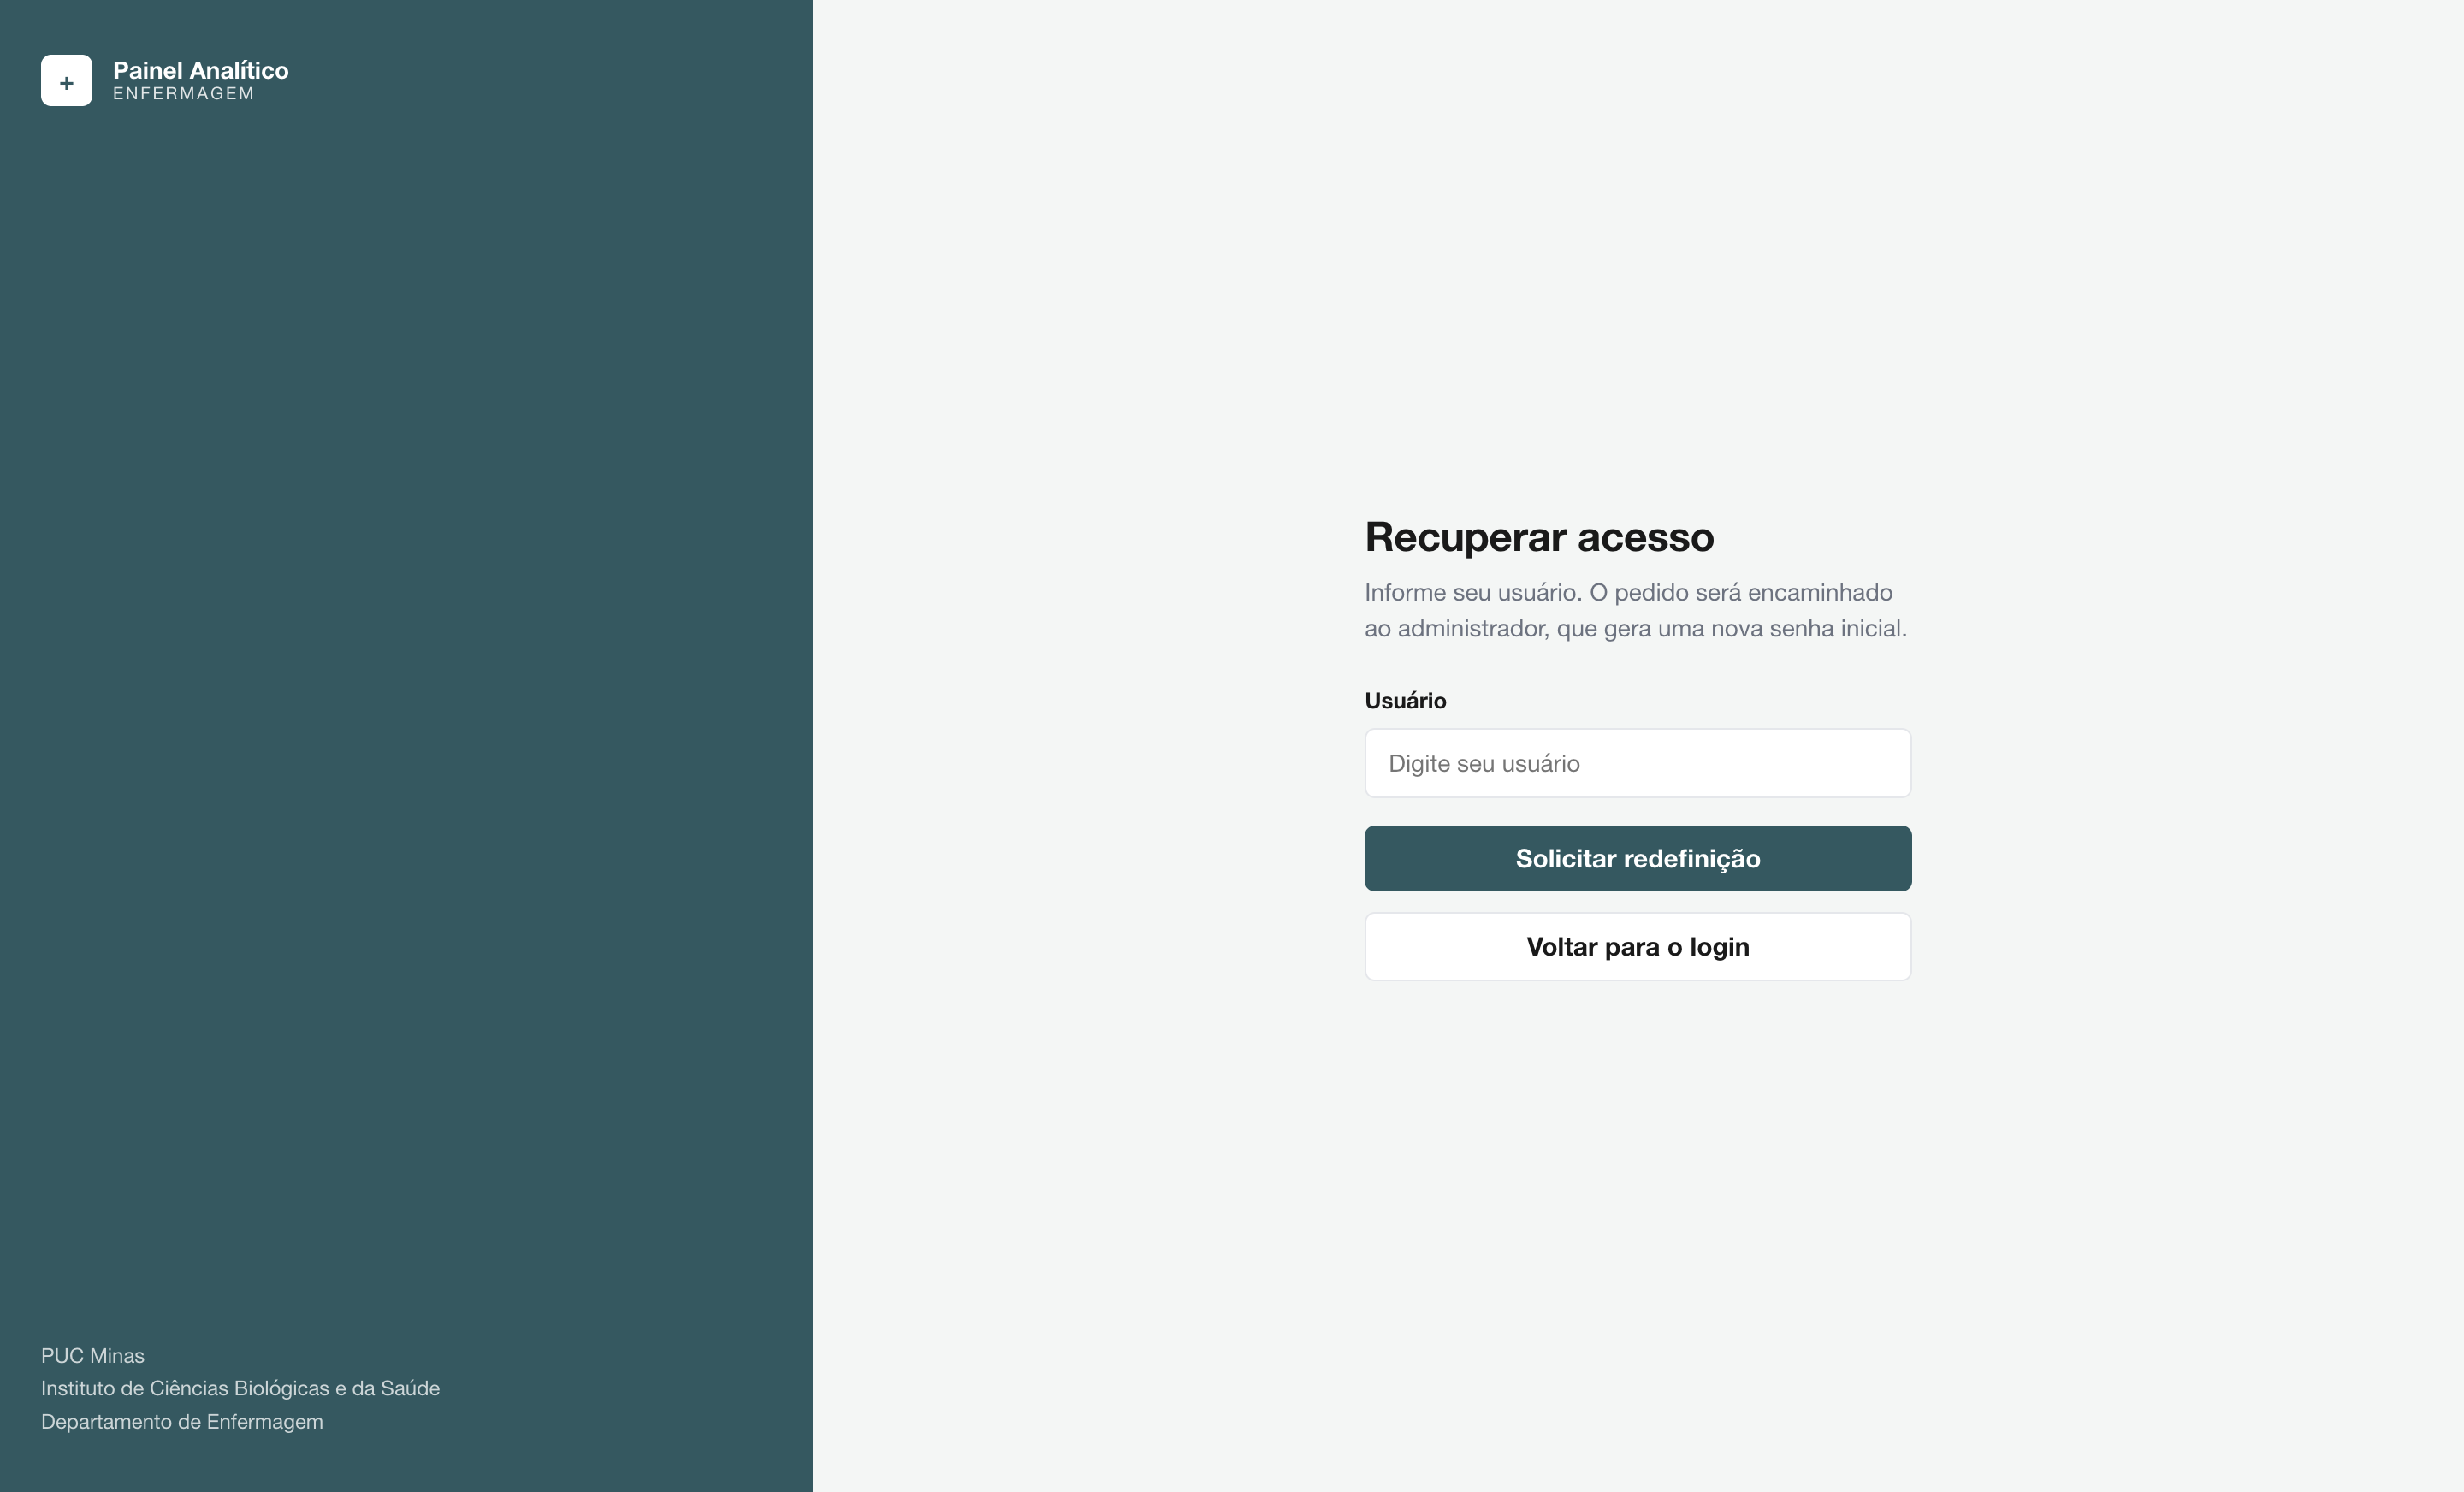 +
Painel Analítico
ENFERMAGEM
Recuperar acesso
Informe seu usuário. O pedido será encaminhado
ao administrador, que gera uma nova senha inicial.
Usuário
Digite seu usuário
Solicitar redefinição
Voltar para o login
PUC Minas
Instituto de Ciências Biológicas e da Saúde
Departamento de Enfermagem